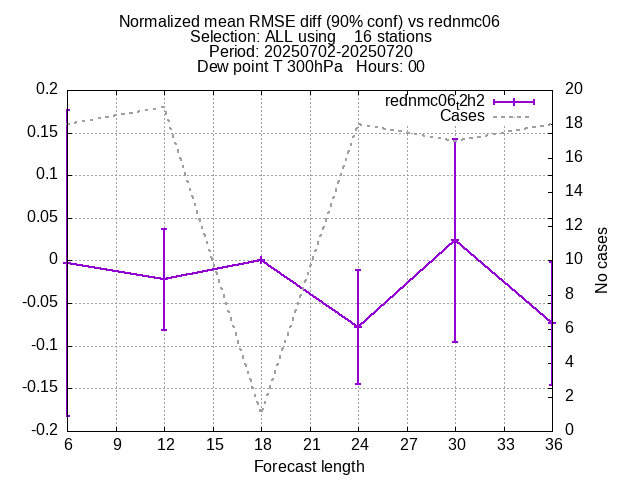 Normalized mean RMSE diff (90% conf) vs rednmc06
Selection: ALL using    16 stations
Period: 20250702-20250720
Dew point T 300hPa   Hours: 00
rednmc06,t2h2
Cases
0.2
0.15
0.1
0.05
0
-0.05
-0.1
-0.15
-0.2
20
18
16
14
12
10
8
6
4
2
0
No cases
6 9 12 15 18 21 24 27 30 33 36
Forecast length